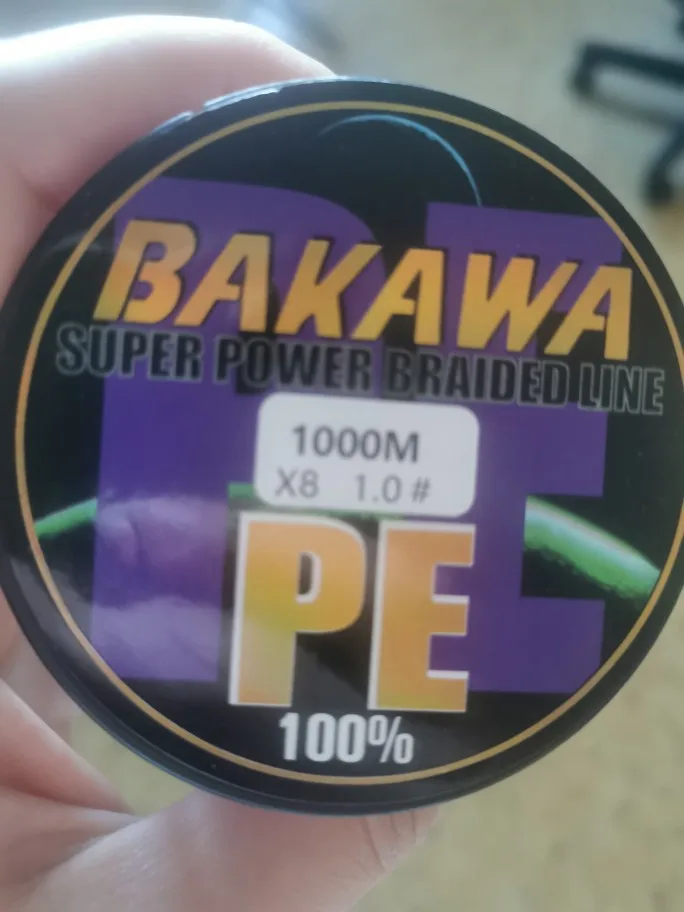 BAKAWA
SUPER POWER BRAIDED LINE
1000M
X8 1.0#
PE
100%